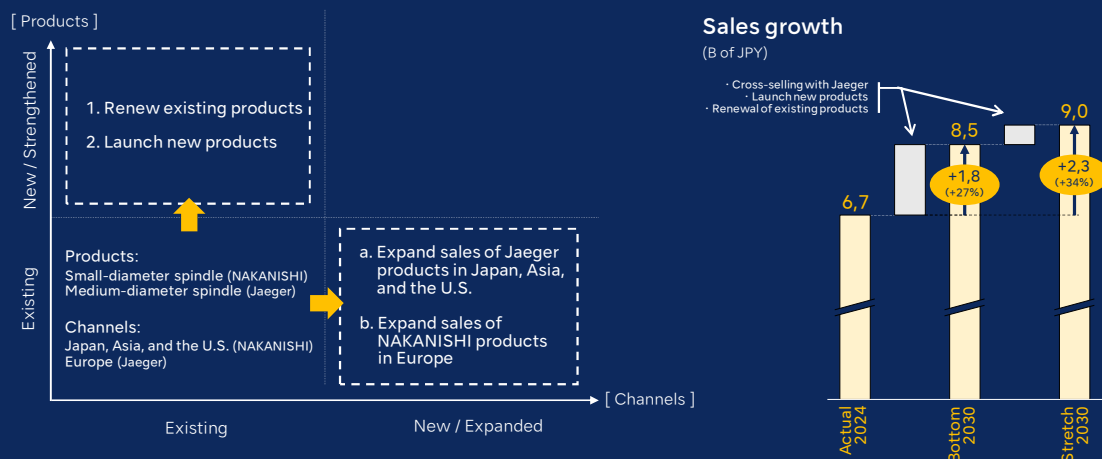 [ Products ]
New / Strengthened
1. Renew existing products
2. Launch new products
Existing
Products:
Small-diameter spindle (NAKANISHI)
Medium-diameter spindle (Jaeger)
Channels:
Japan, Asia, and the U.S. (NAKANISHI)
Europe (Jaeger)
a. Expand sales of Jaeger
products in Japan, Asia,
and the U.S.
b. Expand sales of
NAKANISHI products
in Europe
[ Channels ]
Existing
New / Expanded
Sales growth
(B of JPY)
· Cross-selling with Jaeger
· Launch new products
· Renewal of existing products
6,7
8,5
+1,8
(+27%)
9,0
+2,3
(+34%)
Actual
2024
Bottom
2030
Stretch
2030